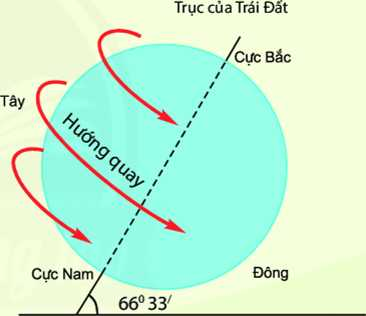 Trục của Trái Đất
Cực Bắc
Tây
Hướng quay
Cực Nam
Đông
66⁰ 33′